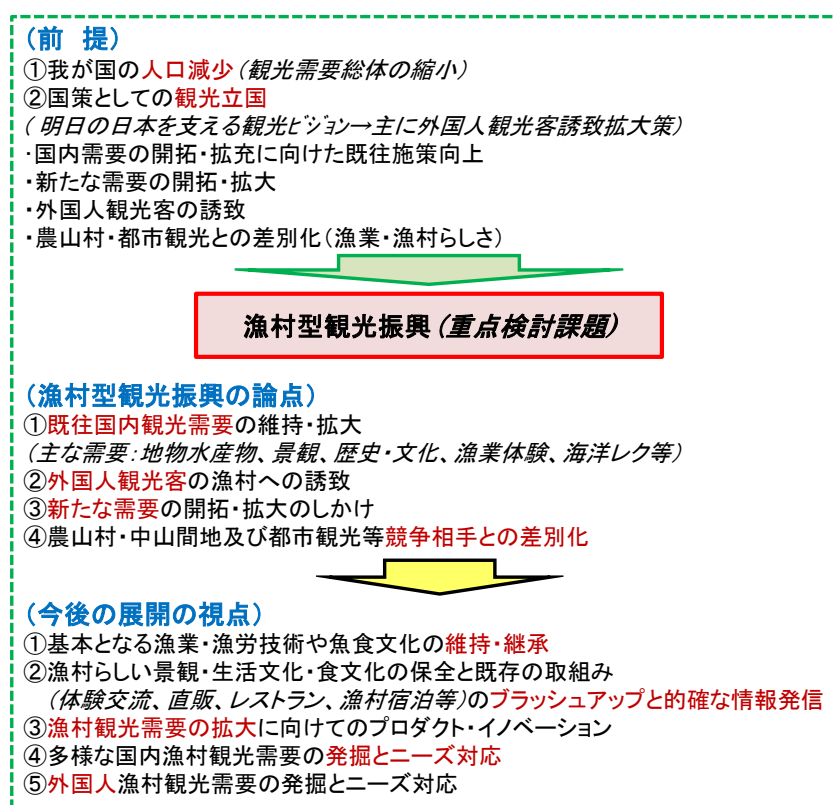 (前 提)
①我が国の人口減少(観光需要総体の縮小)
②国策としての観光立国
( 明日の日本を支える観光ﾋﾞｼﾞｮﾝ→主に外国人観光客誘致拡大策)
・国内需要の開拓・拡充に向けた既往施策向上
・新たな需要の開拓・拡大
・外国人観光客の誘致
・農山村・都市観光との差別化(漁業・漁村らしさ)
漁村型観光振興(重点検討課題)
(漁村型観光振興の論点)
①既往国内観光需要の維持・拡大
(主な需要:地物水産物、景観、歴史・文化、漁業体験、海洋レク等)
②外国人観光客の漁村への誘致
③新たな需要の開拓・拡大のしかけ
④農山村・中山間地及び都市観光等競争相手との差別化
(今後の展開の視点)
①基本となる漁業・漁労技術や魚食文化の維持・継承
②漁村らしい景観・生活文化・食文化の保全と既存の取組み
(体験交流、直販、レストラン、漁村宿泊等)のブラッシュアップと的確な情報発信
③漁村観光需要の拡大に向けてのプロダクト・イノベーション
④多様な国内漁村観光需要の発掘とニーズ対応
⑤外国人漁村観光需要の発掘とニーズ対応